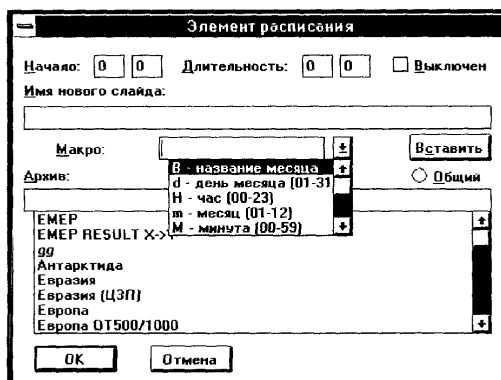 Элемент расписания
Начало: 0 0 Длительность: 0 0 Выключен
Имя нового слайда:
Макро: Вставить
B - название месяца
Архив: Общий
d - день месяца (01-31
H - час (00-23)
m - месяц (01-12)
M - минута (00-59)
EMEP
EMEP RESULT X->Y
gg
Антарктида
Евразия
Евразия (ЦЗП)
Европа
Европа OT500/1000
OK Отмена